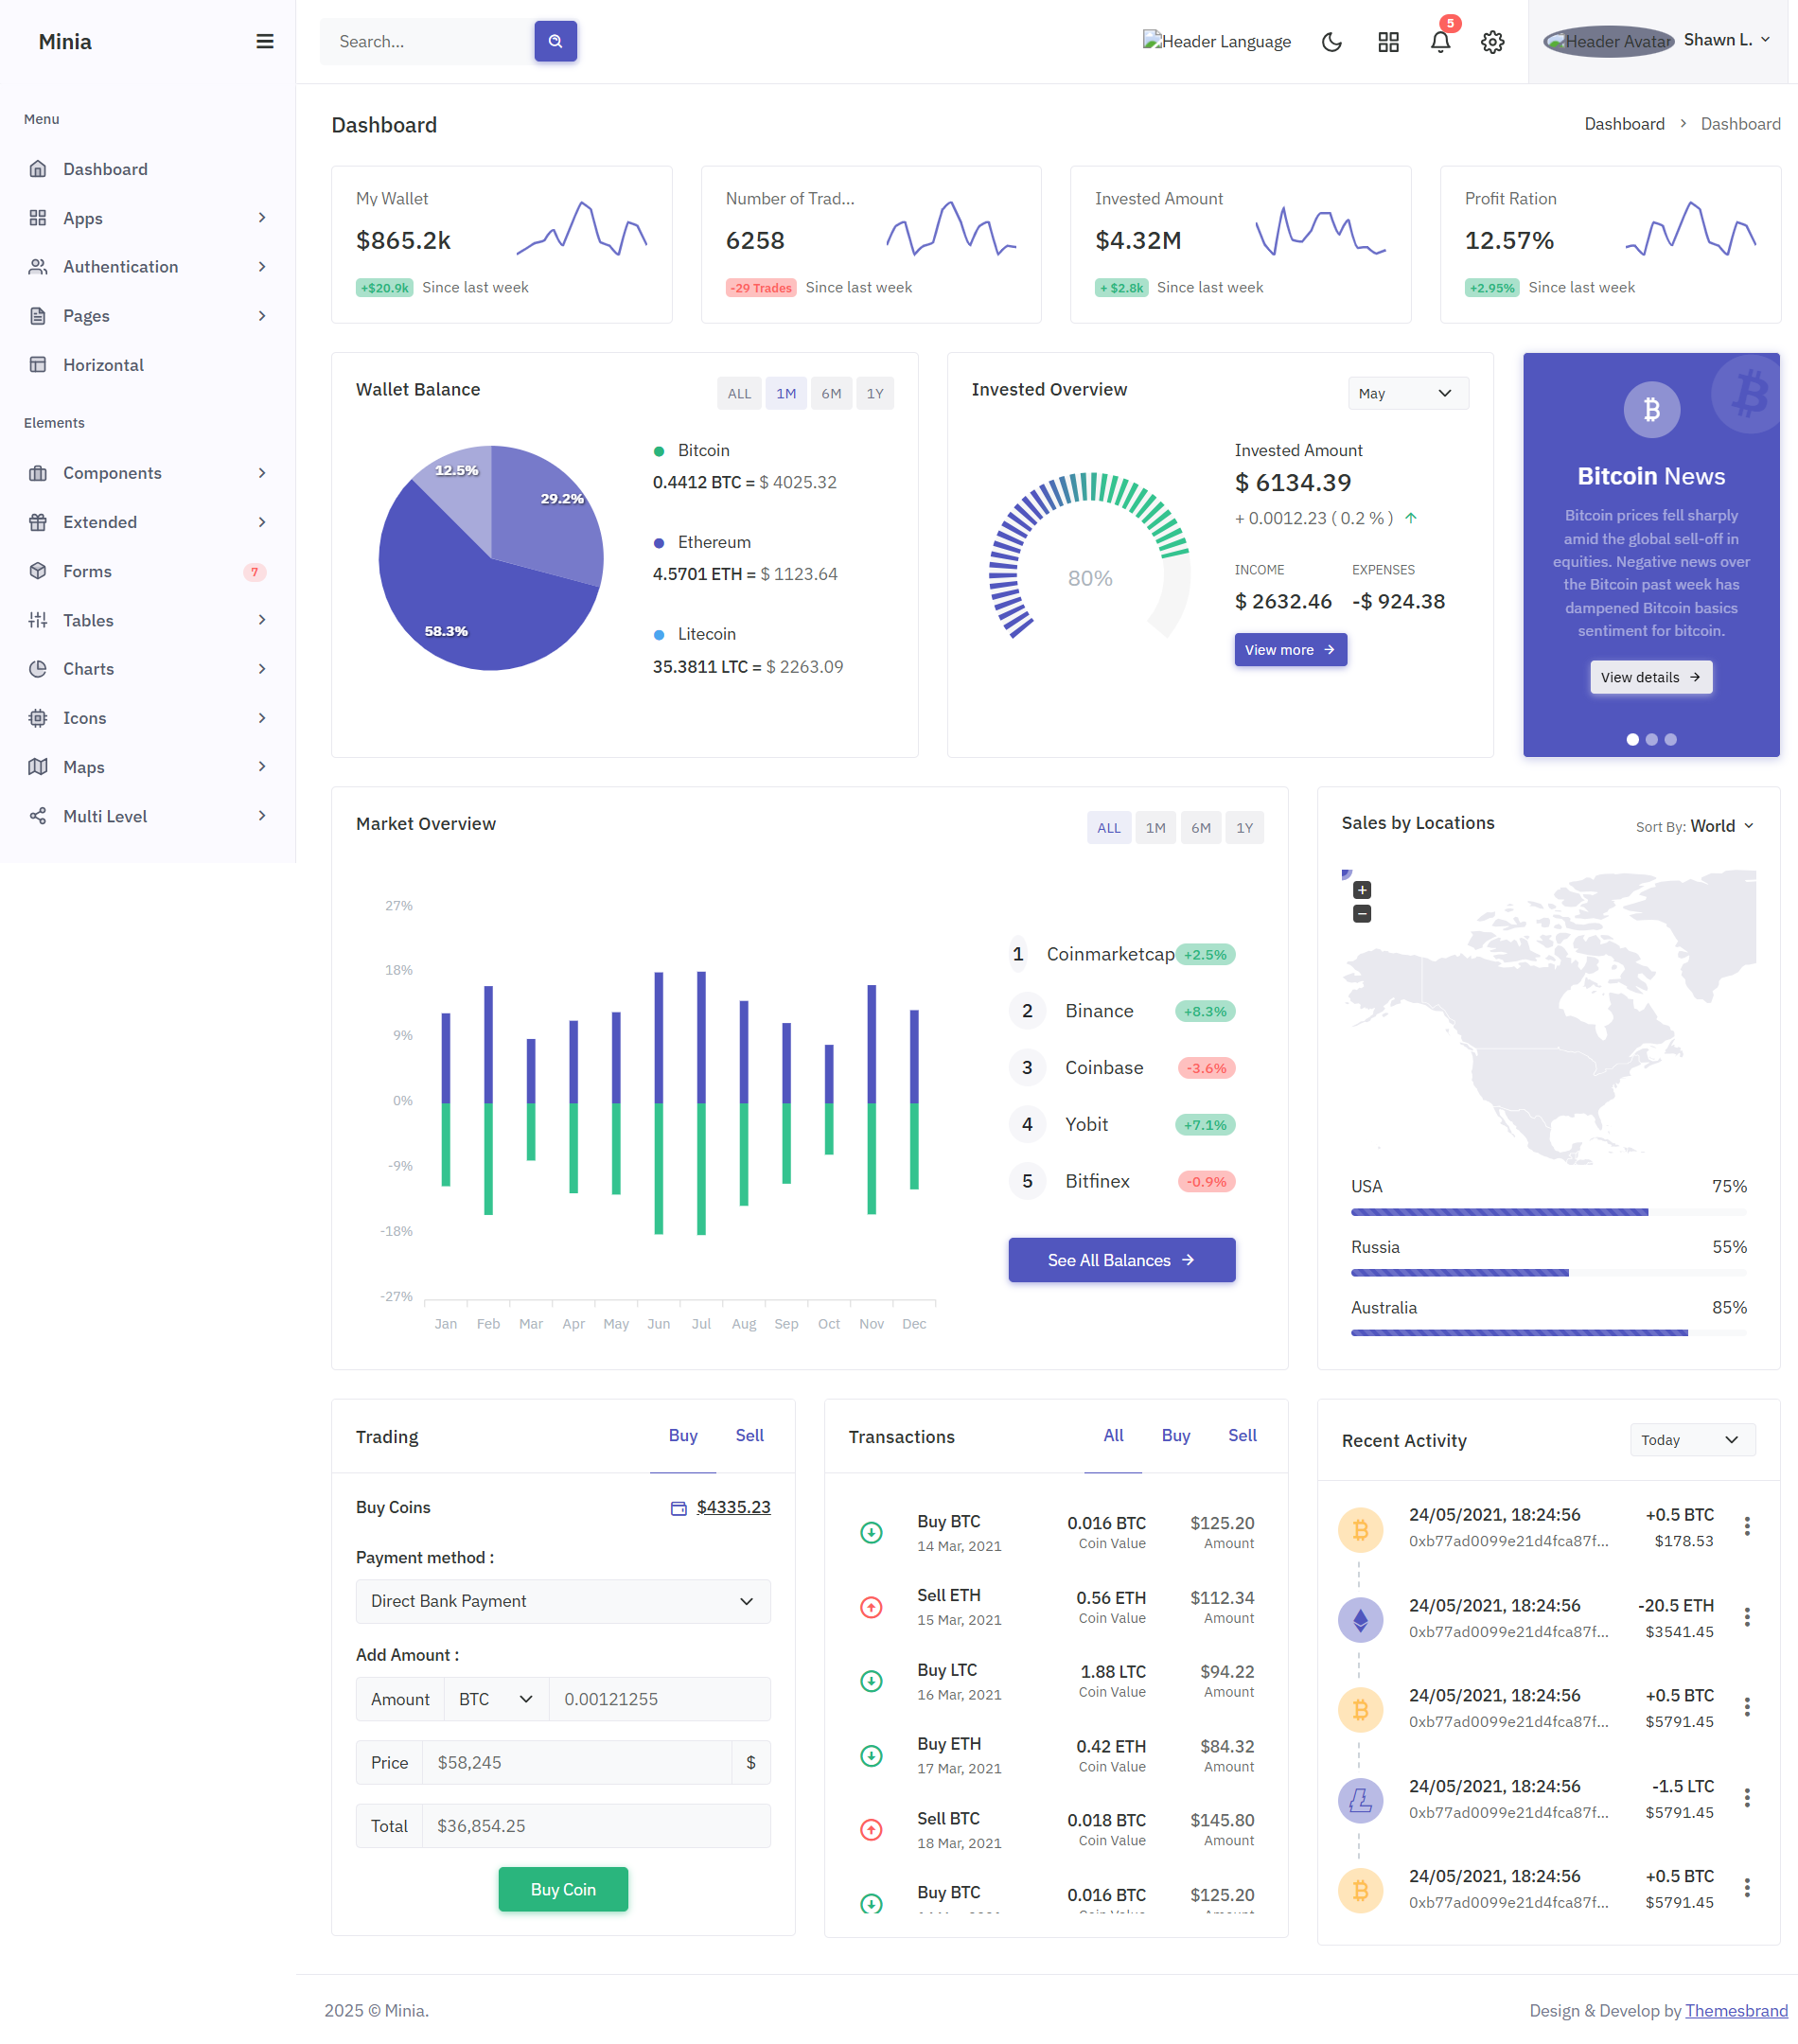 Minia
Search...
Header Language
5
Header Avatar
Shawn L.
Menu
Dashboard
Apps
Authentication
Pages
Horizontal
Elements
Components
Extended
Forms
7
Tables
Charts
Icons
Maps
Multi Level
Dashboard
Dashboard > Dashboard
My Wallet
$865.2k
+$20.9k Since last week
Number of Trad...
6258
-29 Trades Since last week
Invested Amount
$4.32M
+ $2.8k Since last week
Profit Ration
12.57%
+2.95% Since last week
Wallet Balance
ALL 1M 6M 1Y
12.5%
29.2%
58.3%
Bitcoin
0.4412 BTC = $ 4025.32
Ethereum
4.5701 ETH = $ 1123.64
Litecoin
35.3811 LTC = $ 2263.09
Invested Overview
May
80%
Invested Amount
$ 6134.39
+ 0.0012.23 ( 0.2 % )
INCOME EXPENSES
$ 2632.46 -$ 924.38
View more
Bitcoin News
Bitcoin prices fell sharply
amid the global sell-off in
equities. Negative news over
the Bitcoin past week has
dampened Bitcoin basics
sentiment for bitcoin.
View details
Market Overview
ALL 1M 6M 1Y
27%
18%
9%
0%
-9%
-18%
-27%
Jan Feb Mar Apr May Jun Jul Aug Sep Oct Nov Dec
1 Coinmarketcap +2.5%
2 Binance +8.3%
3 Coinbase -3.6%
4 Yobit +7.1%
5 Bitfinex -0.9%
See All Balances
Sales by Locations
Sort By: World
+
−
USA 75%
Russia 55%
Australia 85%
Trading
Buy Sell
Buy Coins
$4335.23
Payment method :
Direct Bank Payment
Add Amount :
Amount BTC 0.00121255
Price $58,245 $
Total $36,854.25
Buy Coin
Transactions
All Buy Sell
Buy BTC 0.016 BTC $125.20
14 Mar, 2021 Coin Value Amount
Sell ETH 0.56 ETH $112.34
15 Mar, 2021 Coin Value Amount
Buy LTC 1.88 LTC $94.22
16 Mar, 2021 Coin Value Amount
Buy ETH 0.42 ETH $84.32
17 Mar, 2021 Coin Value Amount
Sell BTC 0.018 BTC $145.80
18 Mar, 2021 Coin Value Amount
Buy BTC 0.016 BTC $125.20
Recent Activity
Today
24/05/2021, 18:24:56 +0.5 BTC
0xb77ad0099e21d4fca87f... $178.53
24/05/2021, 18:24:56 -20.5 ETH
0xb77ad0099e21d4fca87f... $3541.45
24/05/2021, 18:24:56 +0.5 BTC
0xb77ad0099e21d4fca87f... $5791.45
24/05/2021, 18:24:56 -1.5 LTC
0xb77ad0099e21d4fca87f... $5791.45
24/05/2021, 18:24:56 +0.5 BTC
0xb77ad0099e21d4fca87f... $5791.45
2025 © Minia.
Design & Develop by Themesbrand